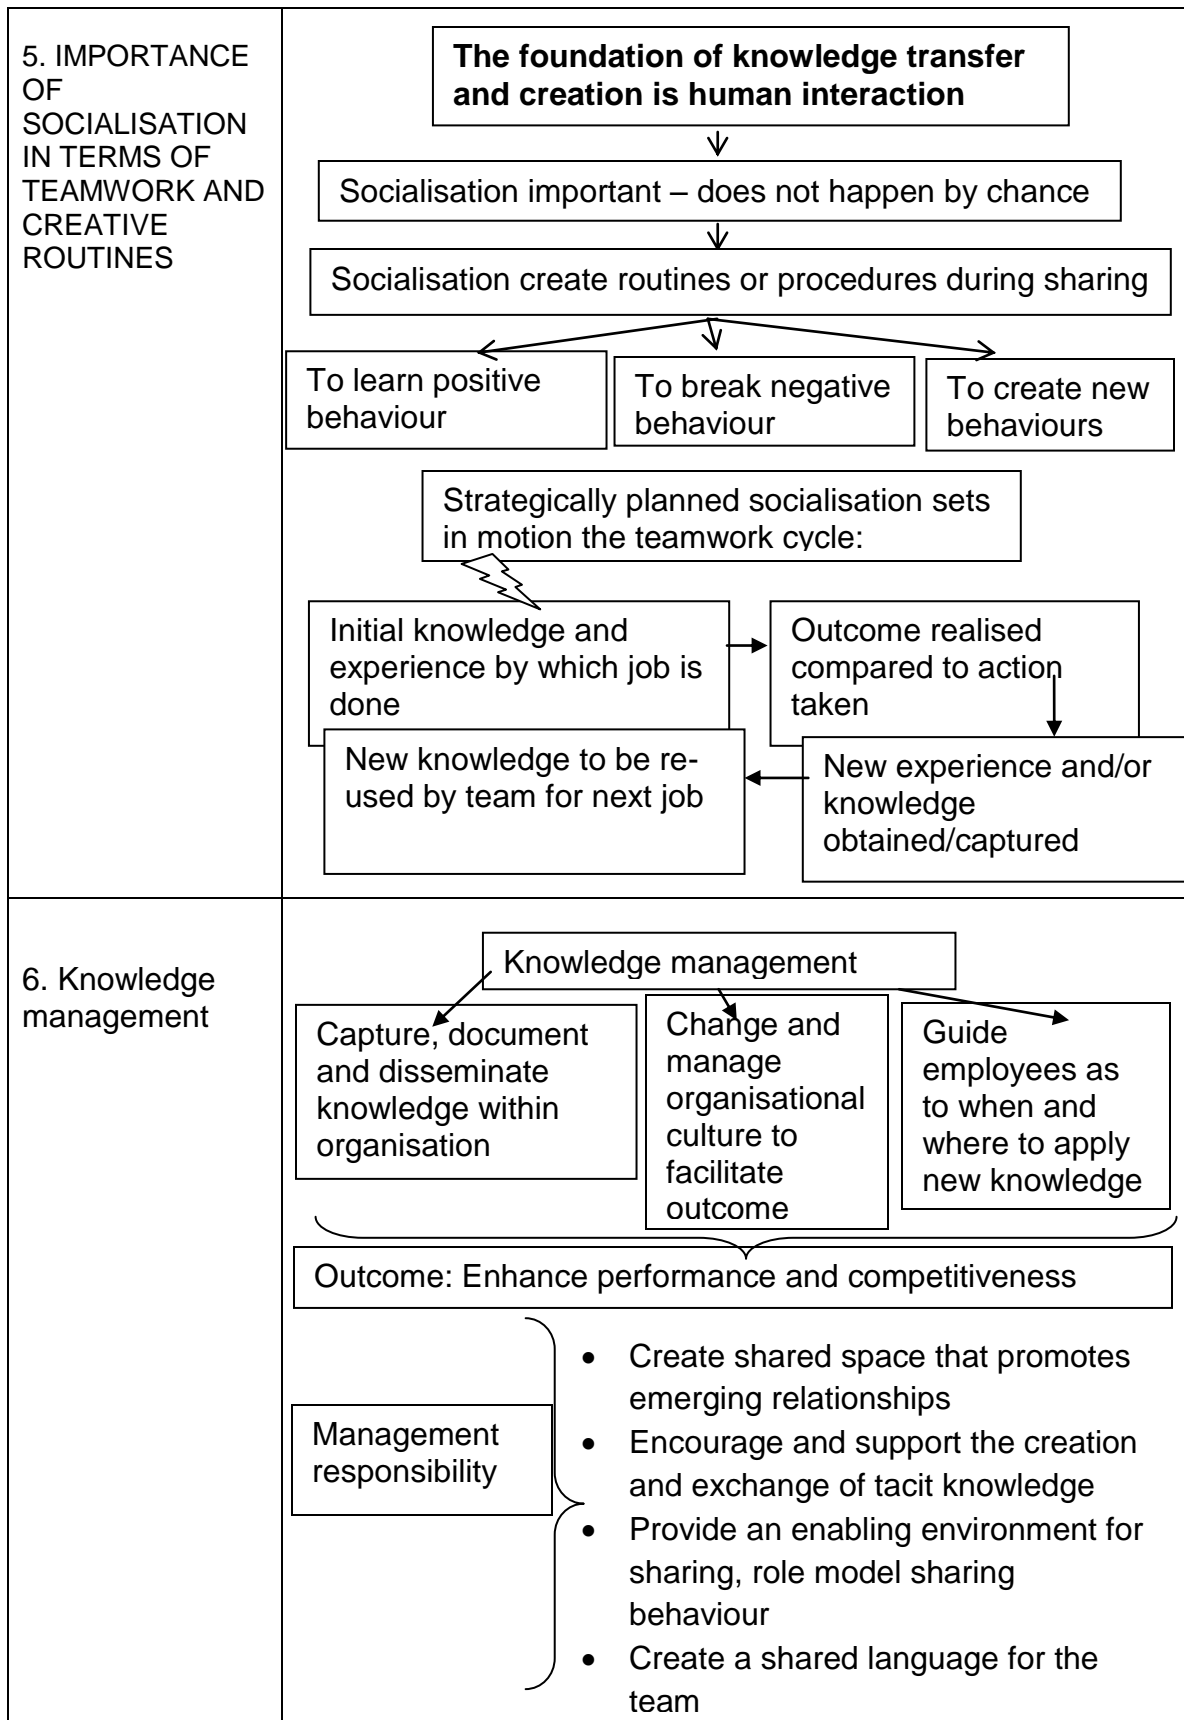 5. IMPORTANCE
OF
SOCIALISATION
IN TERMS OF
TEAMWORK AND
CREATIVE
ROUTINES
The foundation of knowledge transfer
and creation is human interaction
Socialisation important – does not happen by chance
Socialisation create routines or procedures during sharing
To learn positive
behaviour
To break negative
behaviour
To create new
behaviours
Strategically planned socialisation sets
in motion the teamwork cycle:
Initial knowledge and
experience by which job is
done
Outcome realised
compared to action
taken
New knowledge to be re-
used by team for next job
New experience and/or
knowledge
obtained/captured
6. Knowledge
management
Knowledge management
Capture, document
and disseminate
knowledge within
organisation
Change and
manage
organisational
culture to
facilitate
outcome
Guide
employees as
to when and
where to apply
new knowledge
Outcome: Enhance performance and competitiveness
Management
responsibility
• Create shared space that promotes
emerging relationships
• Encourage and support the creation
and exchange of tacit knowledge
• Provide an enabling environment for
sharing, role model sharing
behaviour
• Create a shared language for the
team